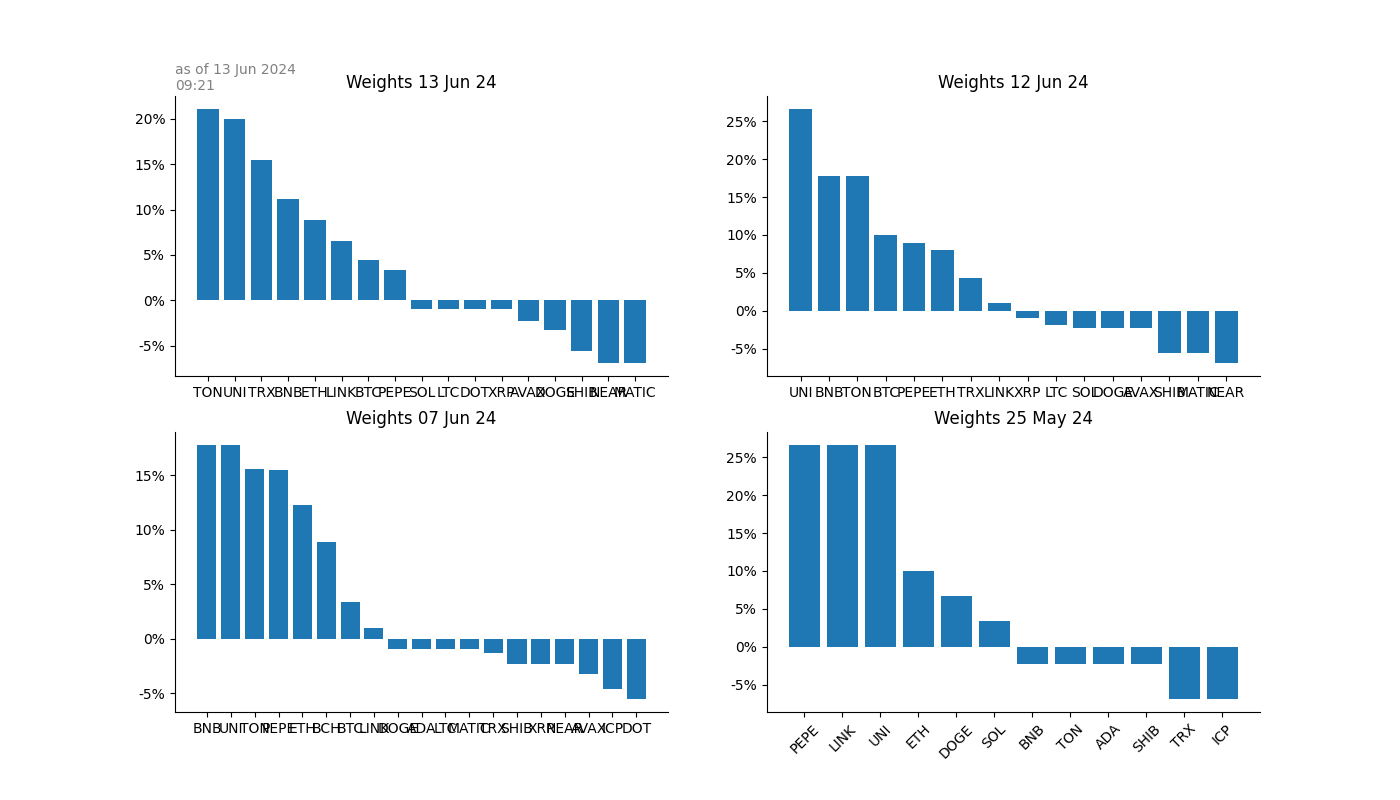 as of 13 Jun 2024
09:21
Weights 13 Jun 24
20%
15%
10%
5%
0%
-5%
TON UNI TRX BNB ETH LINK BTC PEPE SOL LTC DOT XRP AVAX DOGE SHIB NEAR MATIC
Weights 12 Jun 24
25%
20%
15%
10%
5%
0%
-5%
UNI BNB TON BTC PEPE ETH TRX LINK XRP LTC SOL DOGE AVAX SHIB MATIC NEAR
Weights 07 Jun 24
15%
10%
5%
0%
-5%
BNB UNI TON PEPE ETH BCH BTC LINK DOGE ADA LTC MATIC TRX SHIB XRP NEAR AVAX ICP DOT
Weights 25 May 24
25%
20%
15%
10%
5%
0%
-5%
PEPE LINK UNI ETH DOGE SOL BNB TON ADA SHIB TRX ICP